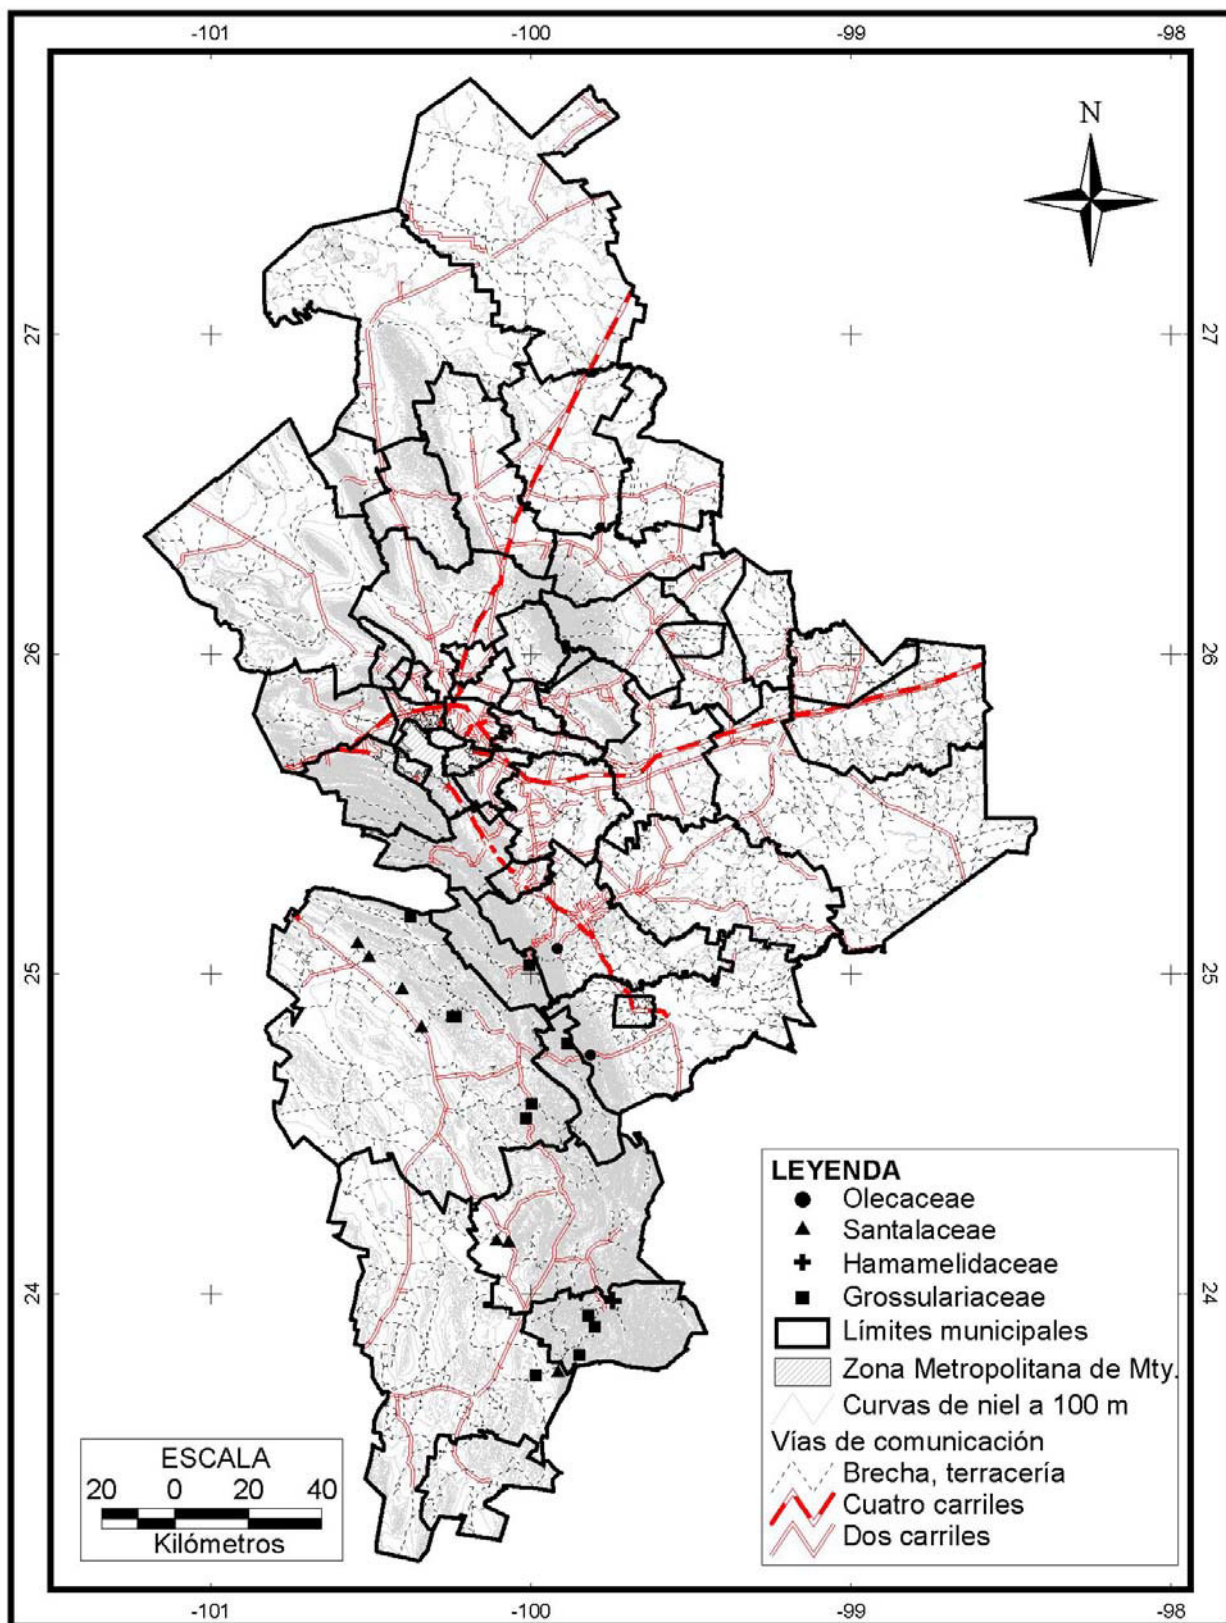 -101 -100 -99 -98
N
27 27
26 26
25 25
24 24
LEYENDA
Olecaceae
Santalaceae
Hamamelidaceae
Grossulariaceae
Límites municipales
Zona Metropolitana de Mty.
Curvas de niel a 100 m
Vías de comunicación
Brecha, terracería
Cuatro carriles
Dos carriles
ESCALA
20 0 20 40
Kilómetros
-101 -100 -99 -98